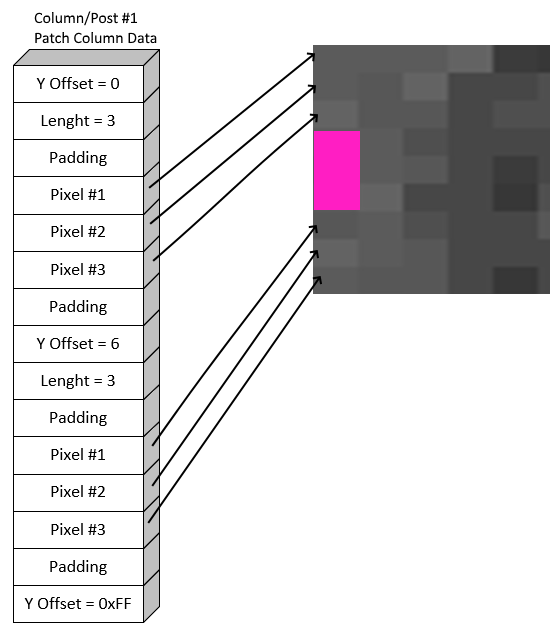 Column/Post #1
Patch Column Data
Y Offset = 0
Lenght = 3
Padding
Pixel #1
Pixel #2
Pixel #3
Padding
Y Offset = 6
Lenght = 3
Padding
Pixel #1
Pixel #2
Pixel #3
Padding
Y Offset = 0xFF